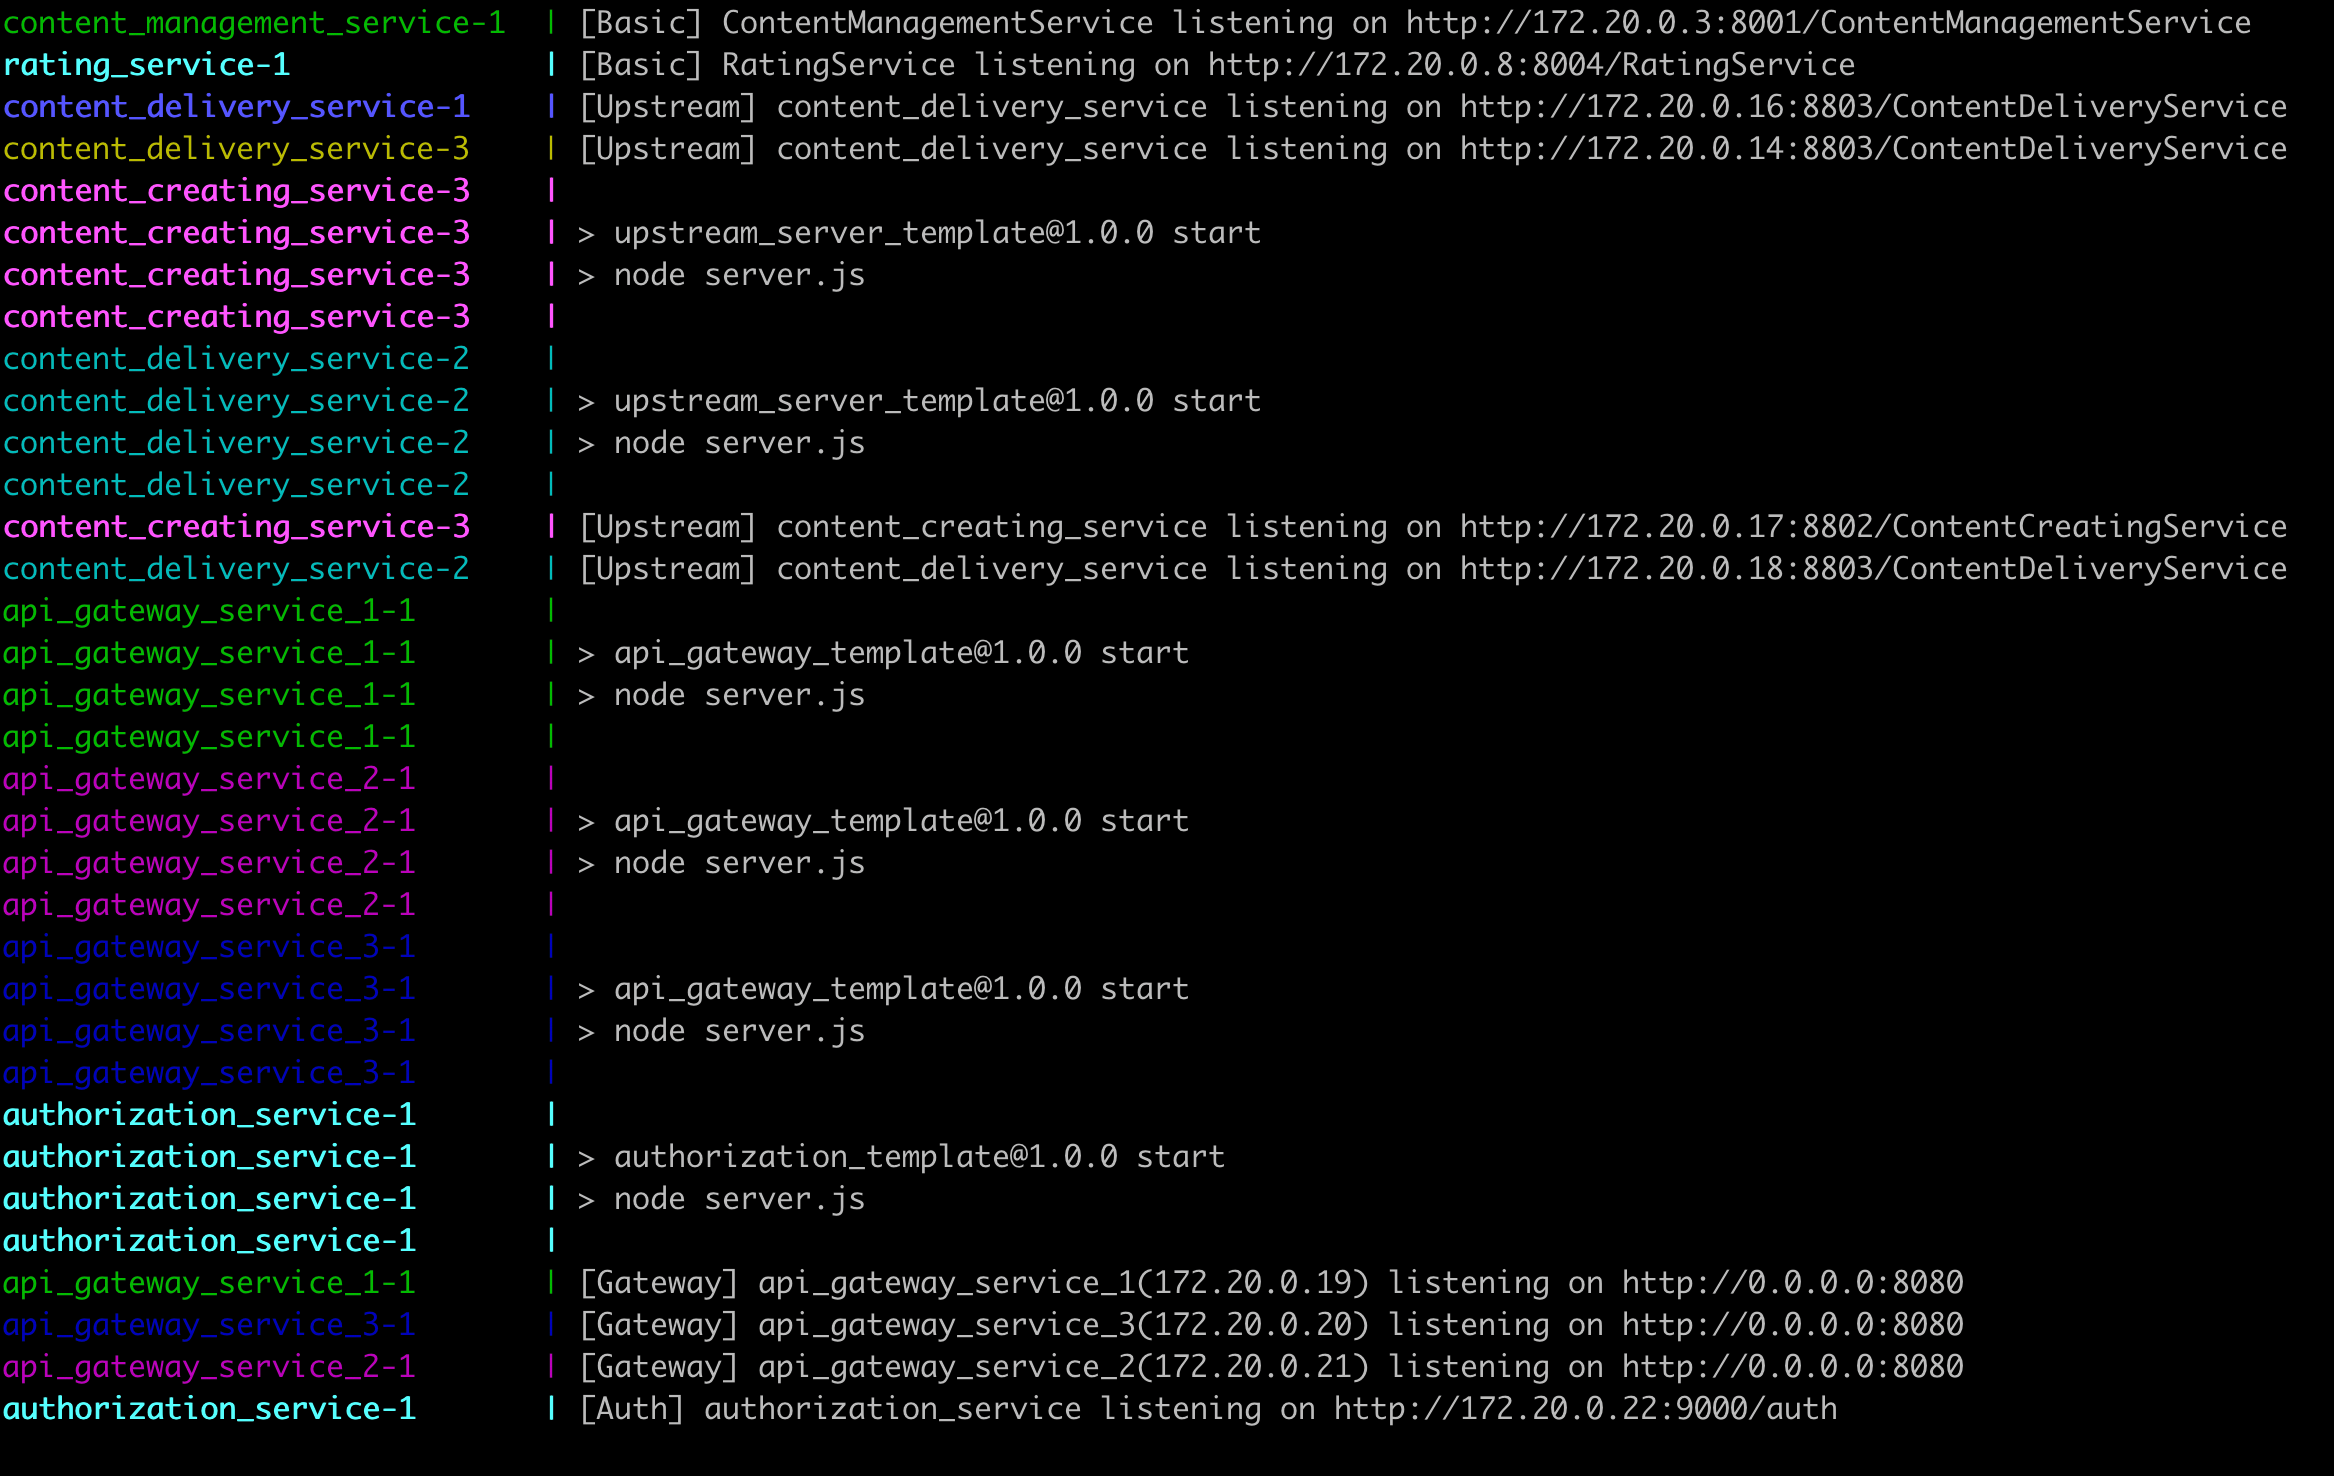 content_management_service-1  | [Basic] ContentManagementService listening on http://172.20.0.3:8001/ContentManagementService
rating_service-1              | [Basic] RatingService listening on http://172.20.0.8:8004/RatingService
content_delivery_service-1    | [Upstream] content_delivery_service listening on http://172.20.0.16:8803/ContentDeliveryService
content_delivery_service-3    | [Upstream] content_delivery_service listening on http://172.20.0.14:8803/ContentDeliveryService
content_creating_service-3    |
content_creating_service-3    | > upstream_server_template@1.0.0 start
content_creating_service-3    | > node server.js
content_creating_service-3    |
content_delivery_service-2    |
content_delivery_service-2    | > upstream_server_template@1.0.0 start
content_delivery_service-2    | > node server.js
content_delivery_service-2    |
content_creating_service-3    | [Upstream] content_creating_service listening on http://172.20.0.17:8802/ContentCreatingService
content_delivery_service-2    | [Upstream] content_delivery_service listening on http://172.20.0.18:8803/ContentDeliveryService
api_gateway_service_1-1       |
api_gateway_service_1-1       | > api_gateway_template@1.0.0 start
api_gateway_service_1-1       | > node server.js
api_gateway_service_1-1       |
api_gateway_service_2-1       |
api_gateway_service_2-1       | > api_gateway_template@1.0.0 start
api_gateway_service_2-1       | > node server.js
api_gateway_service_2-1       |
api_gateway_service_3-1       |
api_gateway_service_3-1       | > api_gateway_template@1.0.0 start
api_gateway_service_3-1       | > node server.js
api_gateway_service_3-1       |
authorization_service-1       |
authorization_service-1       | > authorization_template@1.0.0 start
authorization_service-1       | > node server.js
authorization_service-1       |
api_gateway_service_1-1       | [Gateway] api_gateway_service_1(172.20.0.19) listening on http://0.0.0.0:8080
api_gateway_service_3-1       | [Gateway] api_gateway_service_3(172.20.0.20) listening on http://0.0.0.0:8080
api_gateway_service_2-1       | [Gateway] api_gateway_service_2(172.20.0.21) listening on http://0.0.0.0:8080
authorization_service-1       | [Auth] authorization_service listening on http://172.20.0.22:9000/auth